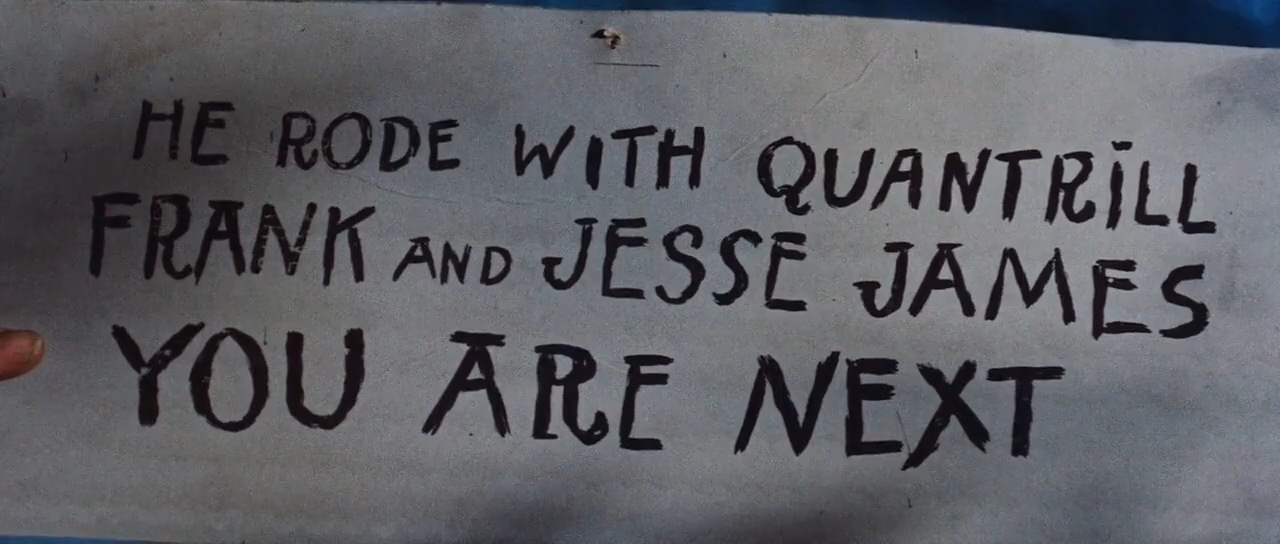 HE RODE WITH QUANTRILL
FRANK AND JESSE JAMES
YOU ARE NEXT